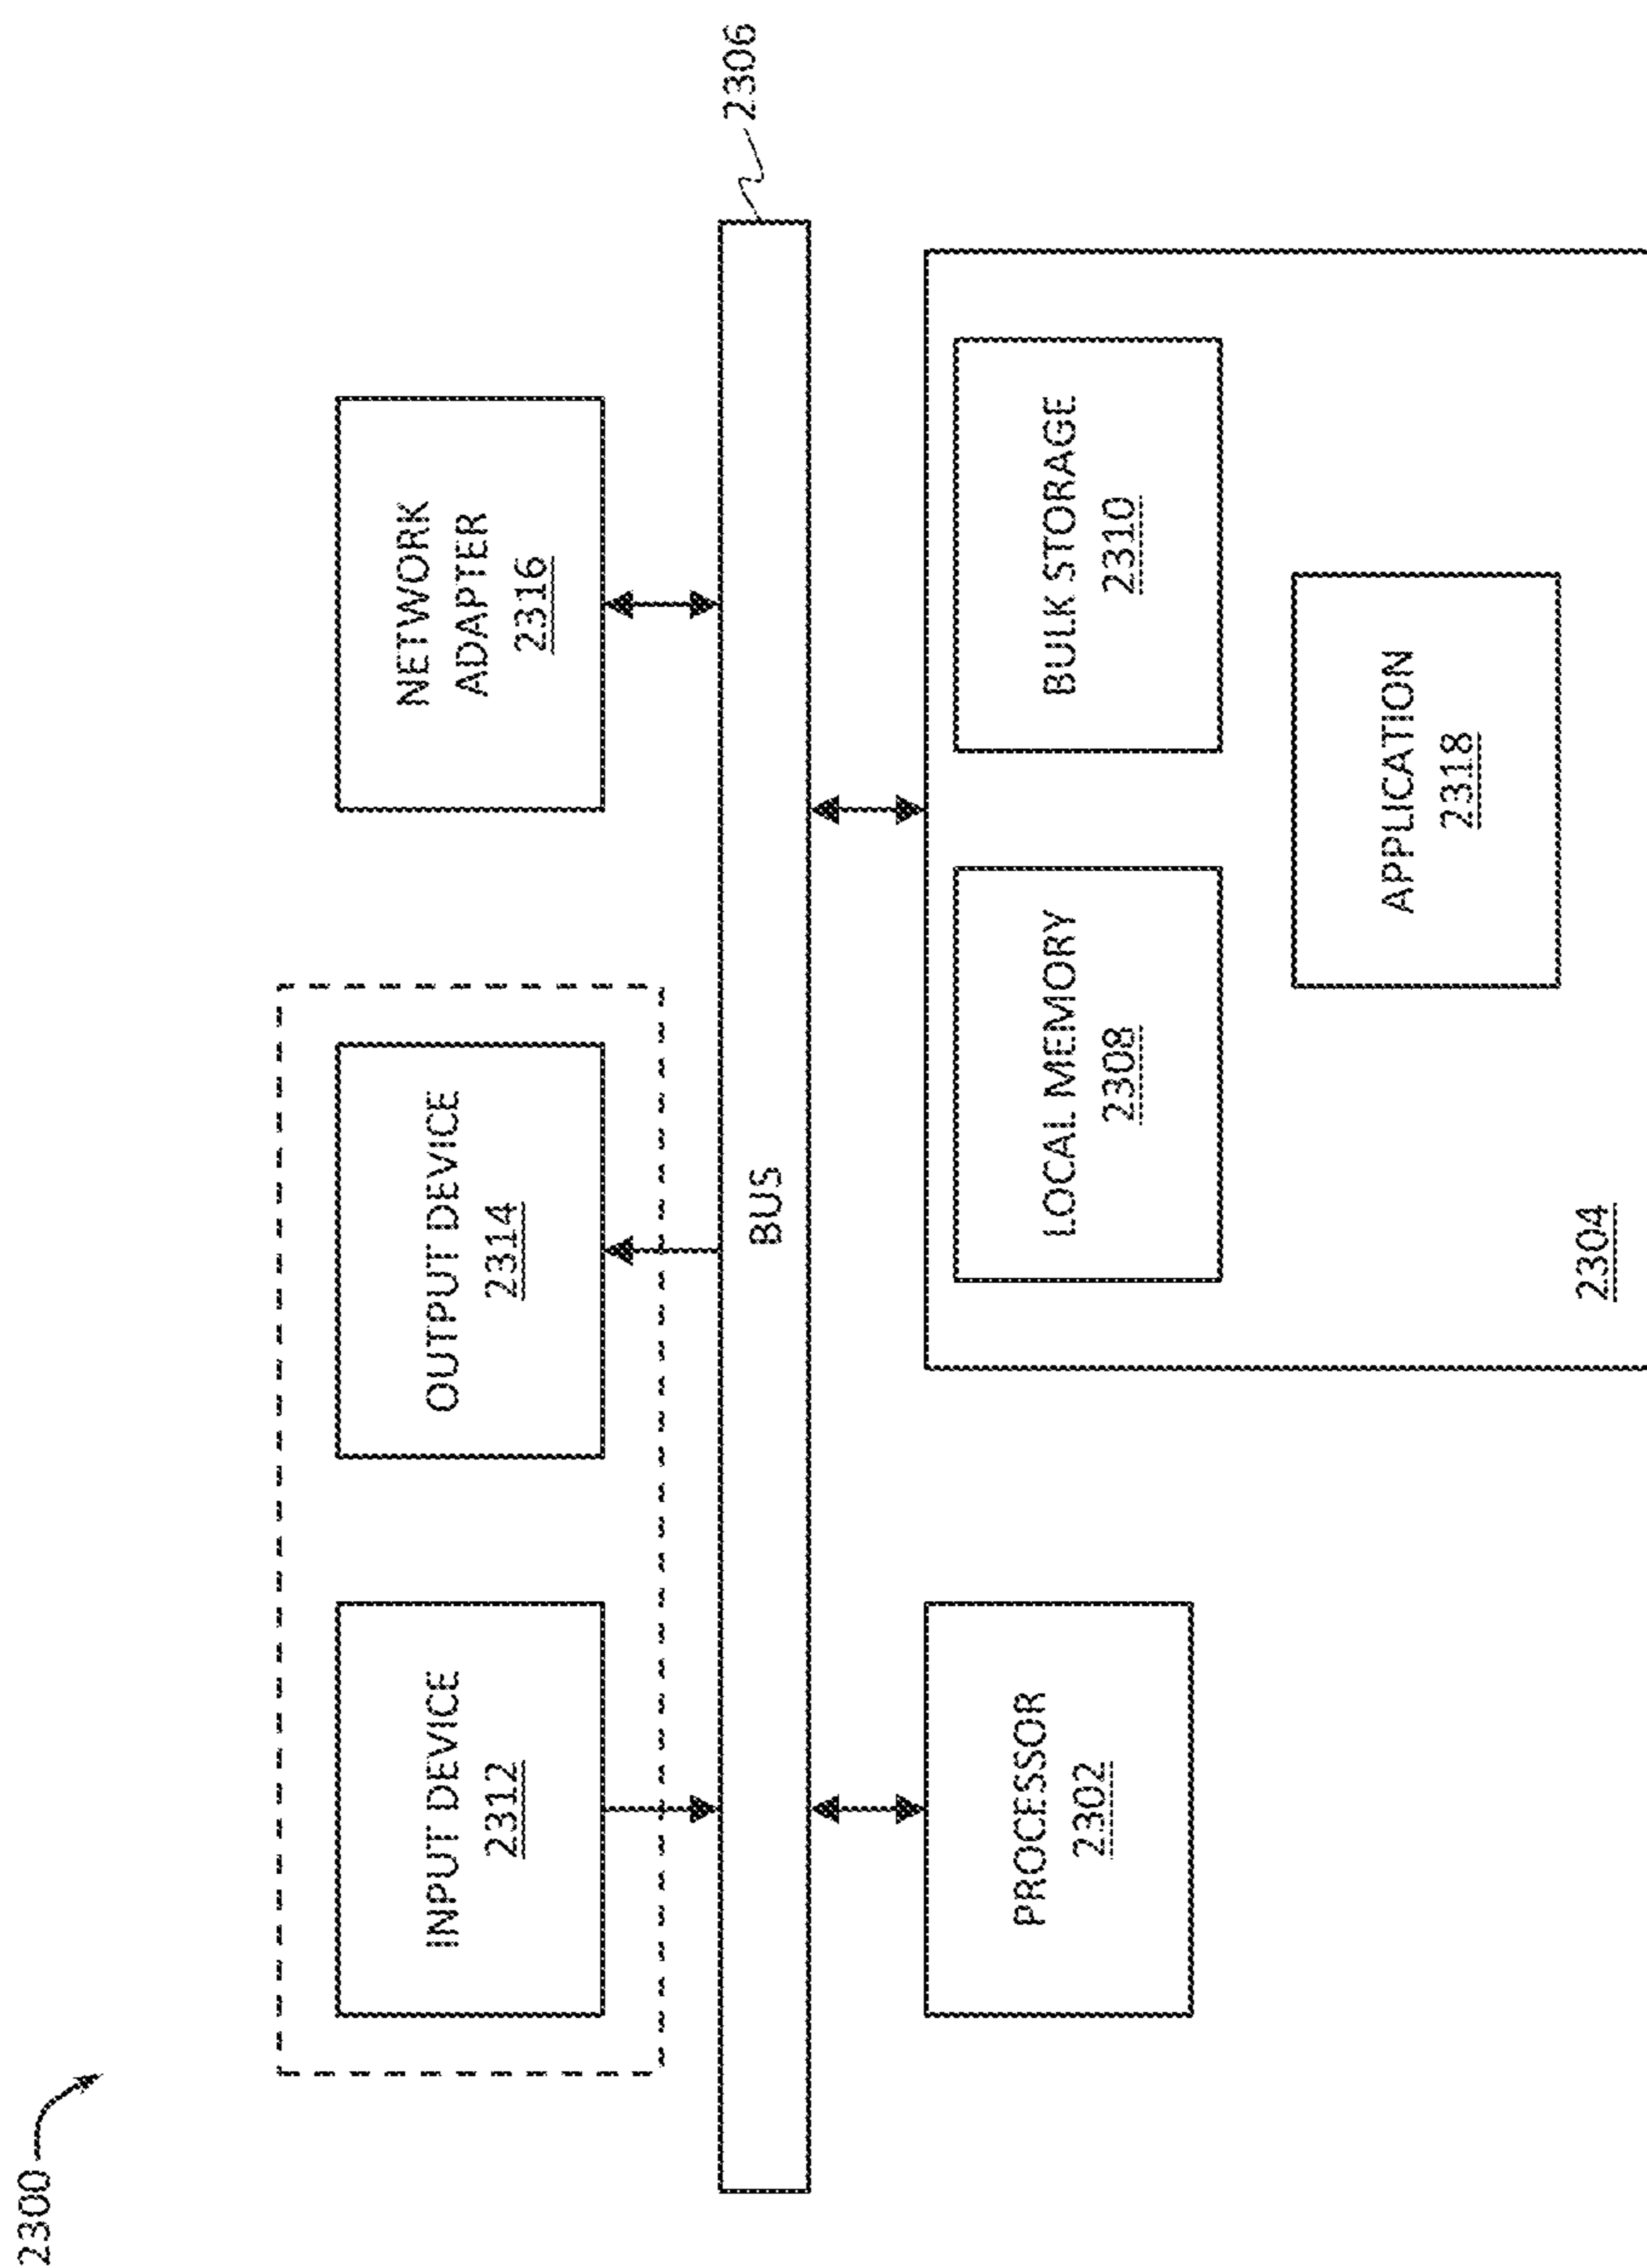 2300
INPUT DEVICE
2312
OUTPUT DEVICE
2314
NETWORK
ADAPTER
2316
BUS
2306
PROCESSOR
2302
LOCAL MEMORY
2308
BULK STORAGE
2310
APPLICATION
2318
2304